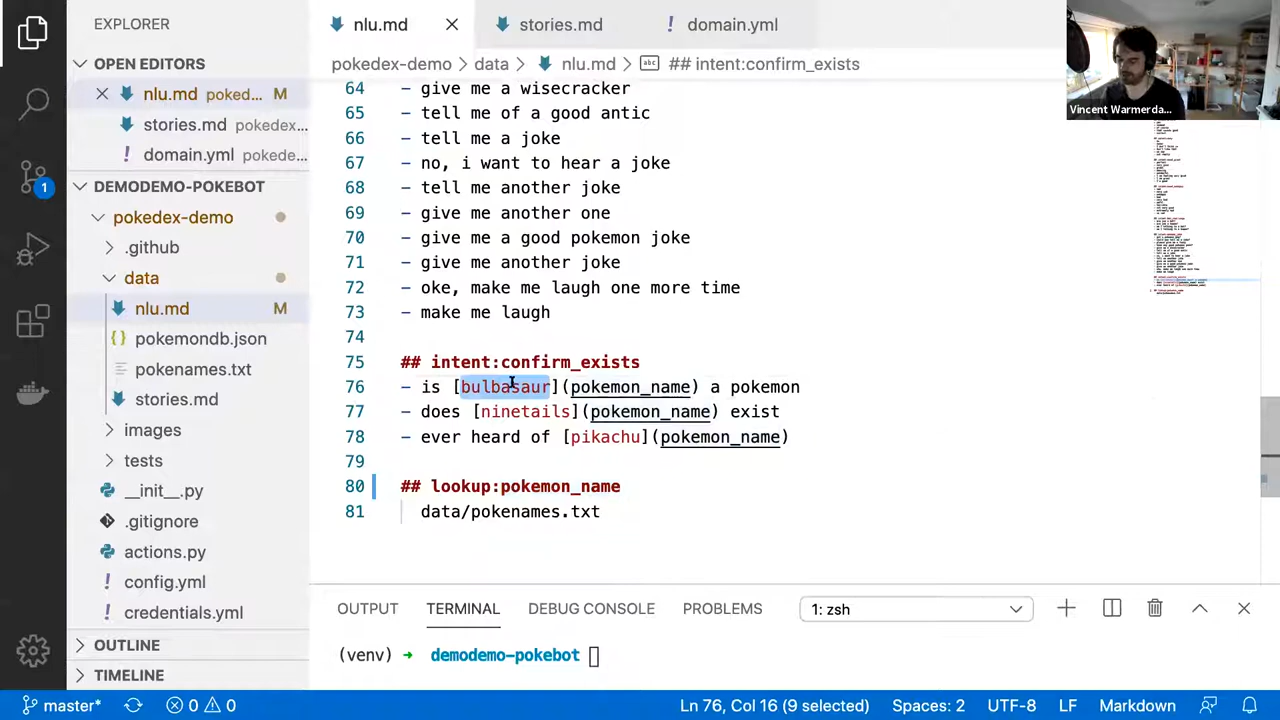 EXPLORER
OPEN EDITORS
nlu.md poked... M
stories.md pokedex...
domain.yml pokede...
DEMODEMO-POKEBOT
pokedex-demo
.github
data
nlu.md M
pokemondb.json
pokenames.txt
stories.md
images
tests
__init__.py
.gitignore
actions.py
config.yml
credentials.yml
OUTLINE
TIMELINE
1
nlu.md stories.md domain.yml
pokedex-demo > data > nlu.md > abc ## intent:confirm_exists
64 - give me a wisecracker
65 - tell me of a good antic
66 - tell me a joke
67 - no, i want to hear a joke
68 - tell me another joke
69 - give me another one
70 - give me a good pokemon joke
71 - give me another joke
72 - oke, make me laugh one more time
73 - make me laugh
74
75 ## intent:confirm_exists
76 - is [bulbasaur](pokemon_name) a pokemon
77 - does [ninetails](pokemon_name) exist
78 - ever heard of [pikachu](pokemon_name)
79
80 ## lookup:pokemon_name
81 data/pokenames.txt
Vincent Warmerda...
OUTPUT TERMINAL DEBUG CONSOLE PROBLEMS 1: zsh
(venv) → demodemo-pokebot
master* 0 0 Ln 76, Col 16 (9 selected) Spaces: 2 UTF-8 LF Markdown